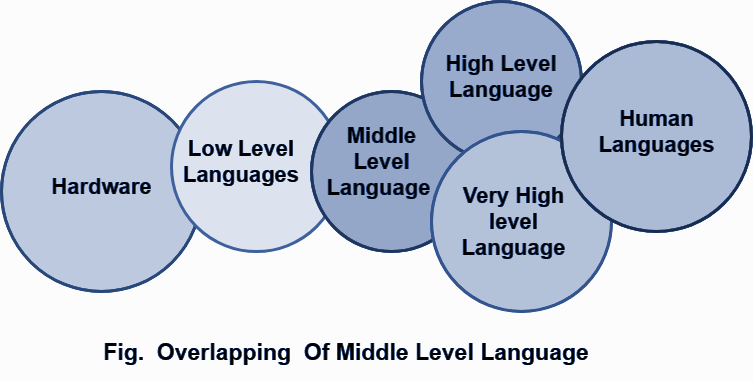 Hardware
Low Level
Languages
Middle
Level
Language
High Level
Language
Very High
level
Language
Human
Languages
Fig.  Overlapping  Of Middle Level Language